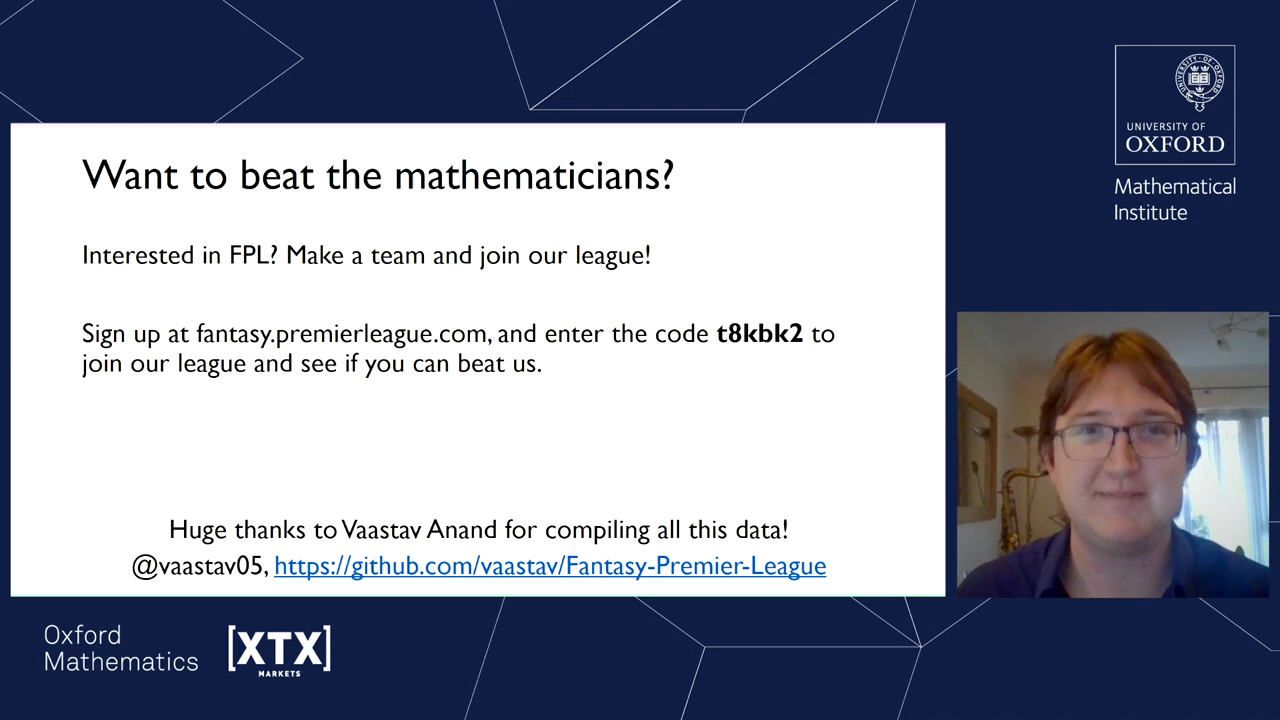 Want to beat the mathematicians?
Interested in FPL? Make a team and join our league!
Sign up at fantasy.premierleague.com, and enter the code t8kbk2 to
join our league and see if you can beat us.
Huge thanks to Vaastav Anand for compiling all this data!
@vaastav05, https://github.com/vaastav/Fantasy-Premier-League
UNIVERSITY OF
OXFORD
Mathematical
Institute
Oxford
Mathematics
[XTX]
MARKETS